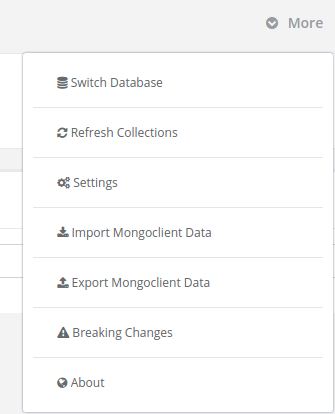 More
Switch Database
Refresh Collections
Settings
Import Mongoclient Data
Export Mongoclient Data
Breaking Changes
About